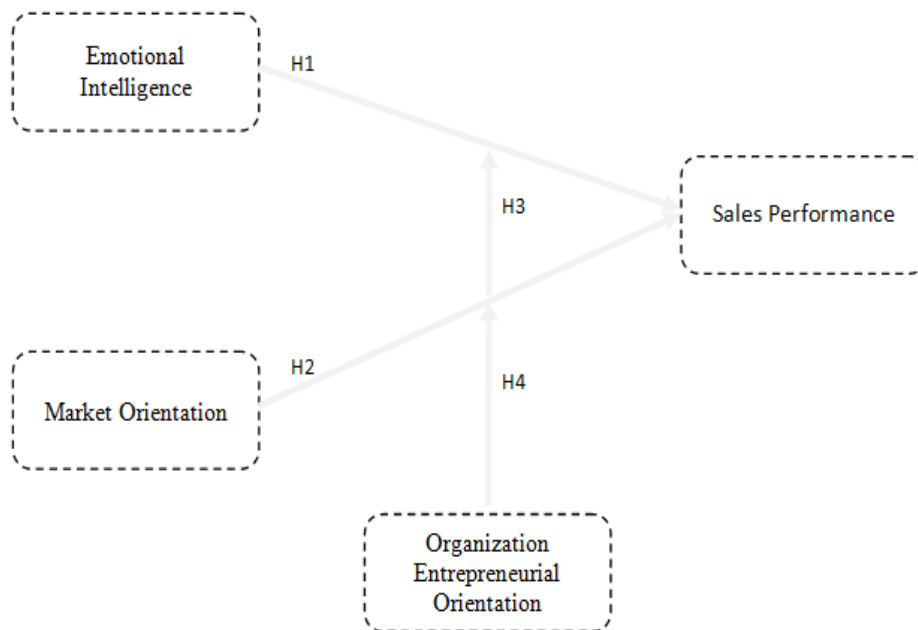 Emotional
Intelligence
H1
Sales Performance
H3
H2
Market Orientation
H4
Organization
Entrepreneurial
Orientation